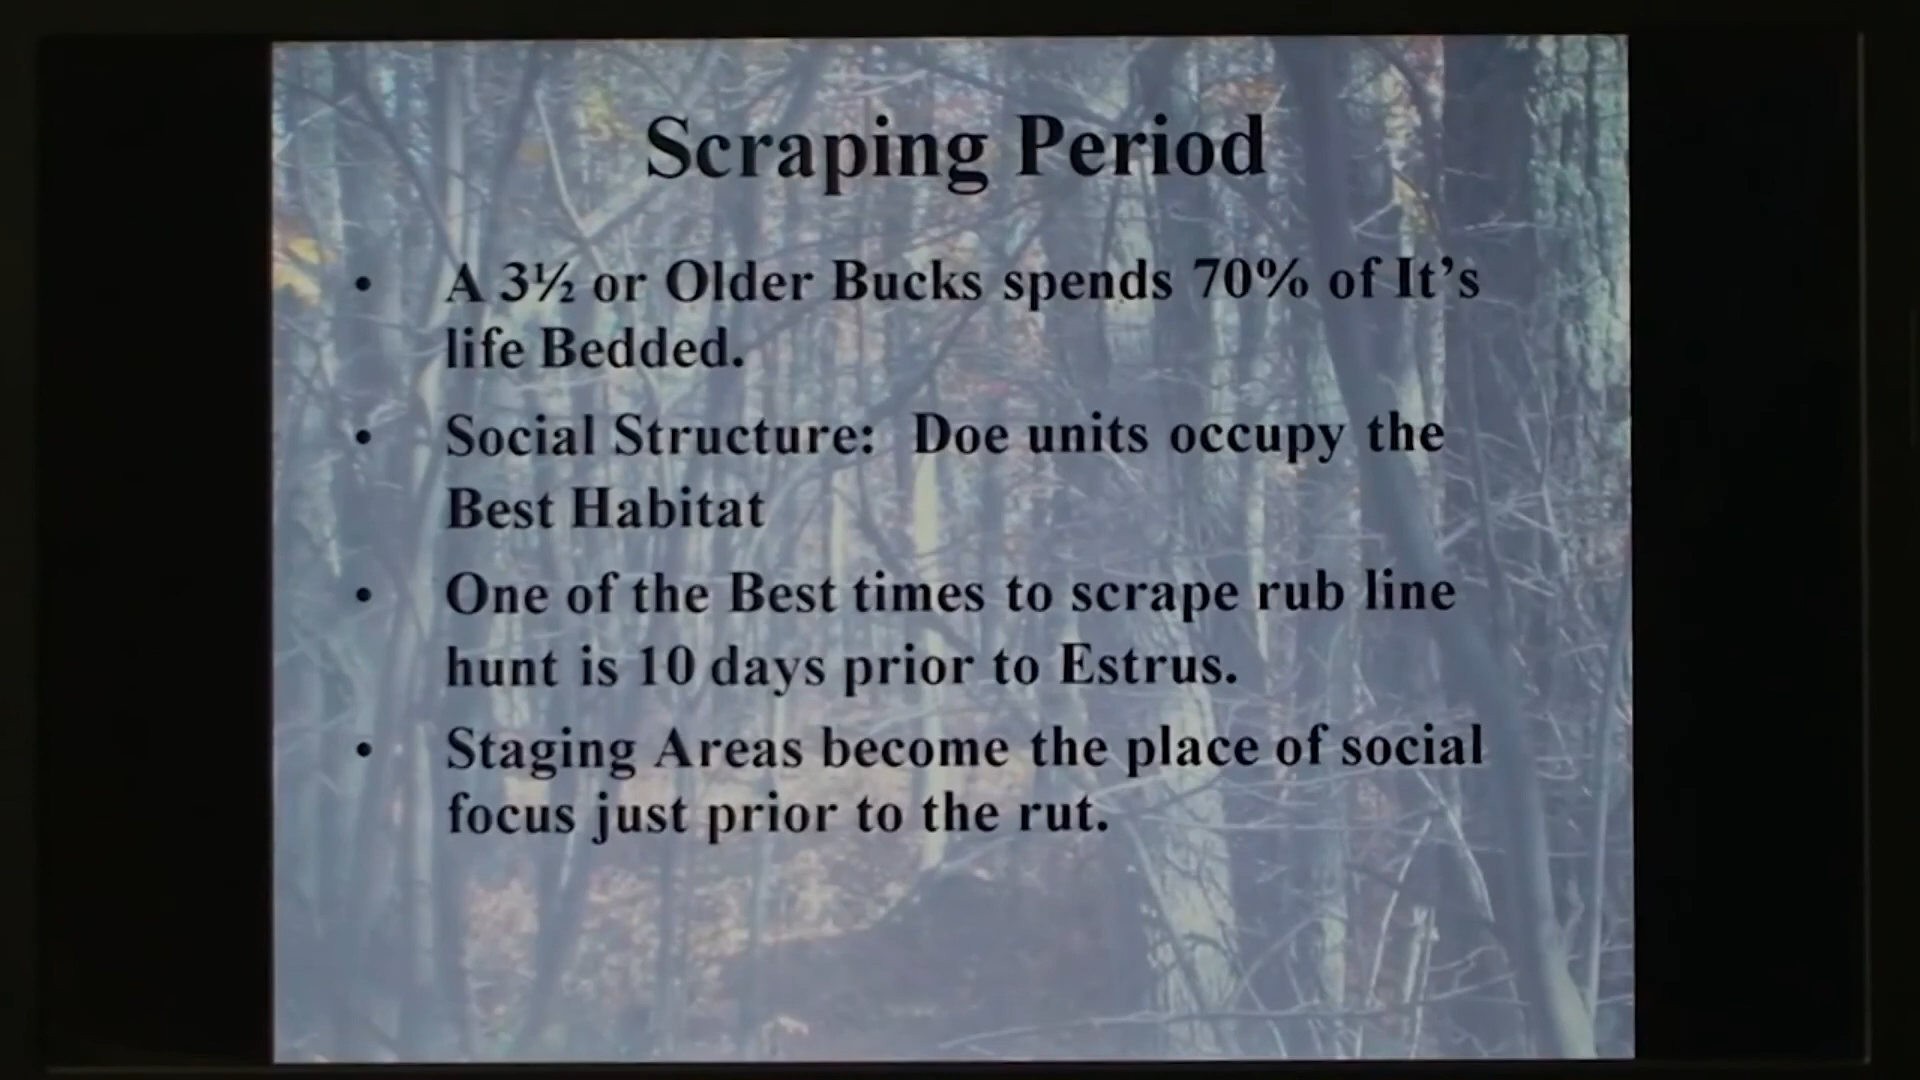 Scraping Period
• A 3½ or Older Bucks spends 70% of It’s
life Bedded.
• Social Structure: Doe units occupy the
Best Habitat
• One of the Best times to scrape rub line
hunt is 10 days prior to Estrus.
• Staging Areas become the place of social
focus just prior to the rut.